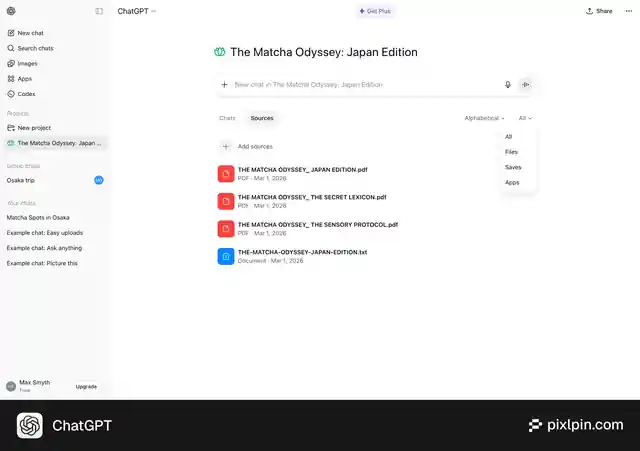 ChatGPT
Get Plus
Share
New chat
Search chats
Images
Apps
Codex
Projects
New project
The Matcha Odyssey: Japan ...
Group chats
Osaka trip
Your chats
Matcha Spots in Osaka
Example chat: Easy uploads
Example chat: Ask anything
Example chat: Picture this
Max Smyth
Free
Upgrade
The Matcha Odyssey: Japan Edition
New chat in The Matcha Odyssey: Japan Edition
Chats
Sources
Alphabetical
All
All
Files
Saves
Apps
Add sources
THE MATCHA ODYSSEY_ JAPAN EDITION.pdf
PDF · Mar 1, 2026
THE MATCHA ODYSSEY_ THE SECRET LEXICON.pdf
PDF · Mar 1, 2026
THE MATCHA ODYSSEY_ THE SENSORY PROTOCOL.pdf
PDF · Mar 1, 2026
THE-MATCHA-ODYSSEY-JAPAN-EDITION.txt
Document · Mar 1, 2026
ChatGPT
pixlpin.com